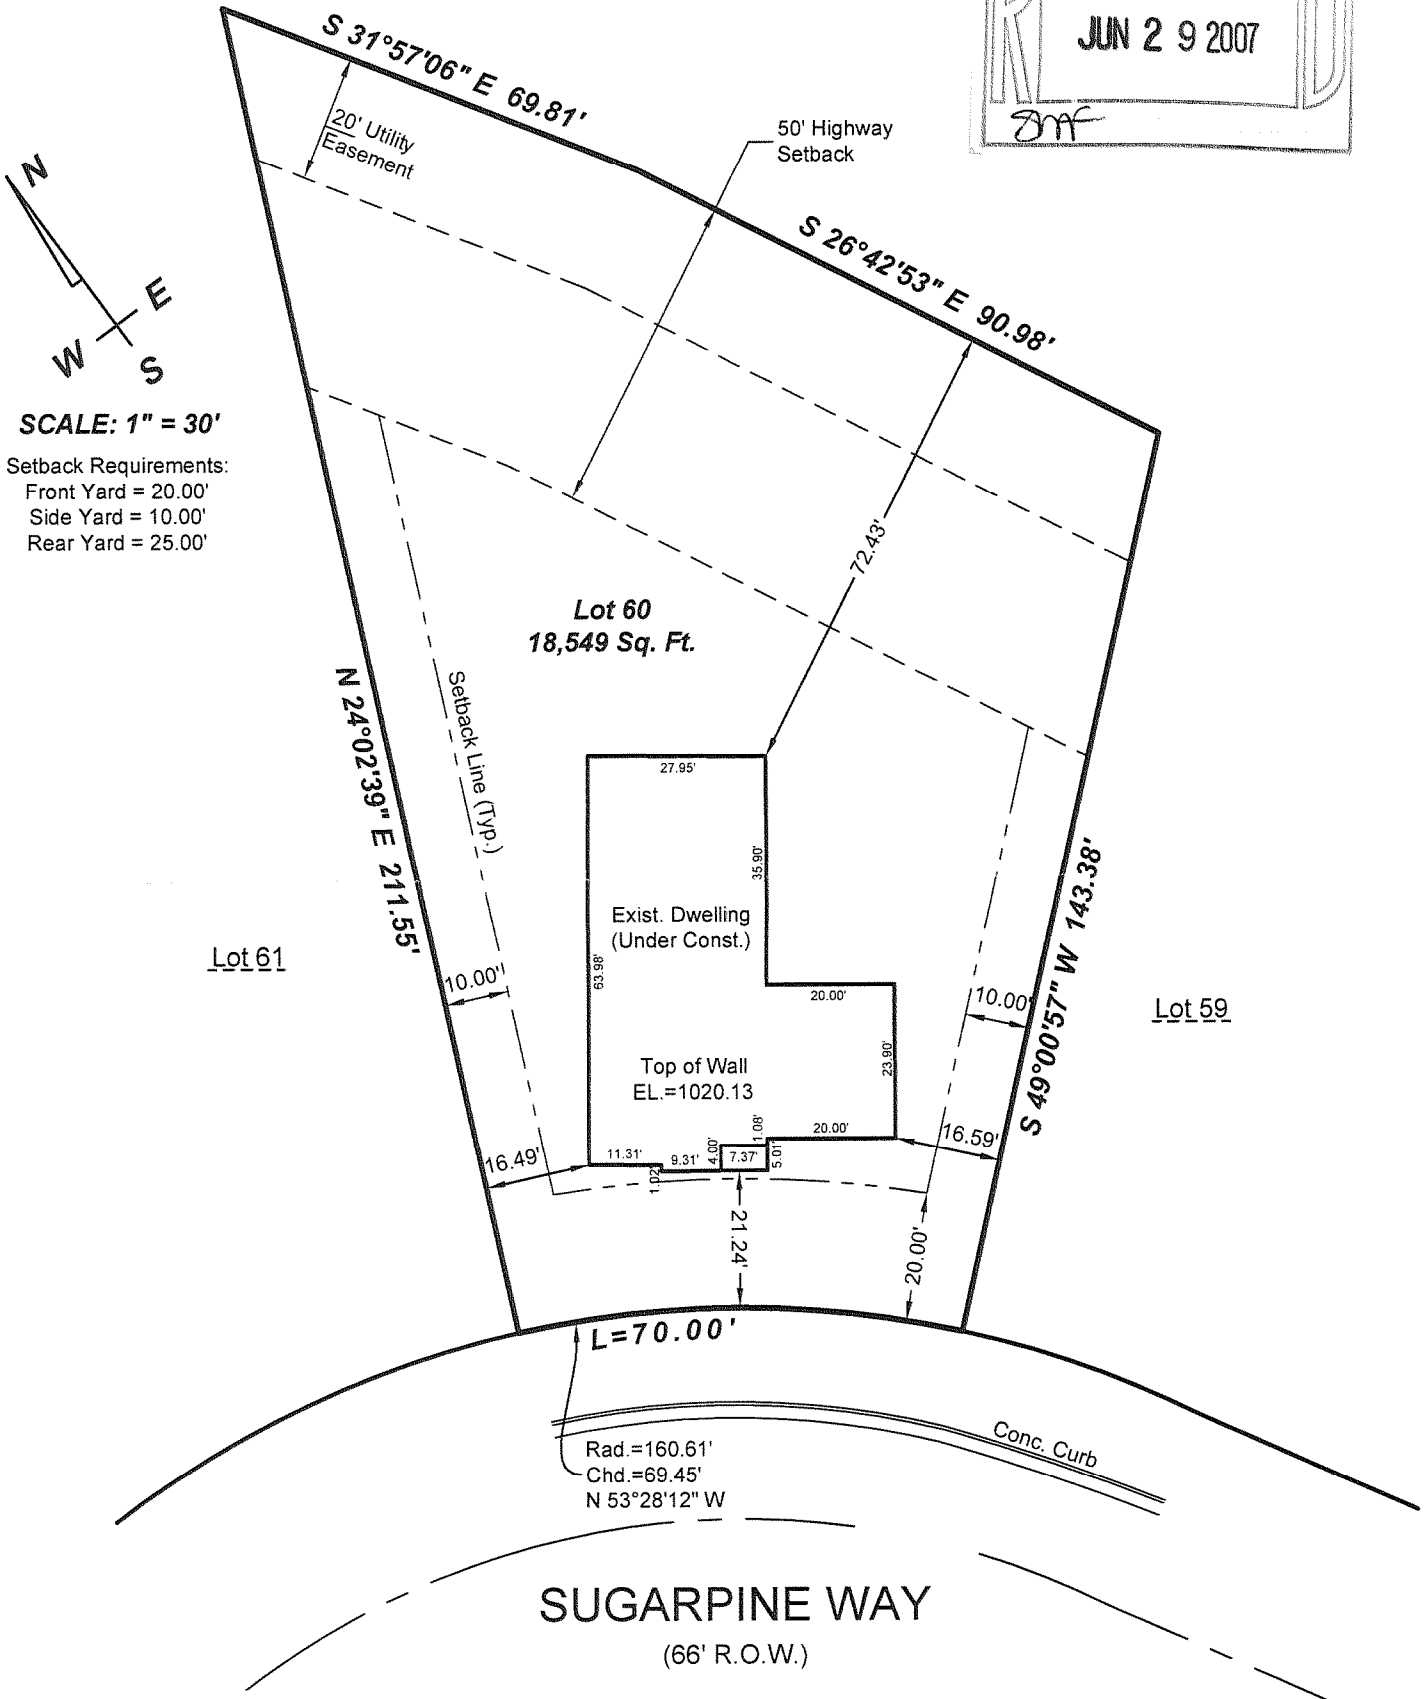 R D
JUN 2 9 2007
SMF
S 31°57'06" E 69.81'
20' Utility
Easement
50' Highway
Setback
S 26°42'53" E 90.98'
N
E
W
S
SCALE: 1" = 30'
Setback Requirements:
Front Yard = 20.00'
Side Yard = 10.00'
Rear Yard = 25.00'
72.43'
Lot 60
18,549 Sq. Ft.
N 24°02'39" E 211.55'
Setback Line (Typ.)
27.95'
35.90'
63.98'
Exist. Dwelling
(Under Const.)
Lot 61
10.00'
20.00'
10.00'
S 49°00'57" W 143.38'
Lot 59
23.90'
Top of Wall
EL.=1020.13
16.49'
11.31'
1.02'
9.31'
4.00'
7.37'
1.08'
5.01'
20.00'
16.59'
21.24'
20.00'
L=70.00'
Rad.=160.61'
Chd.=69.45'
N 53°28'12" W
Conc. Curb
SUGARPINE WAY
(66' R.O.W.)